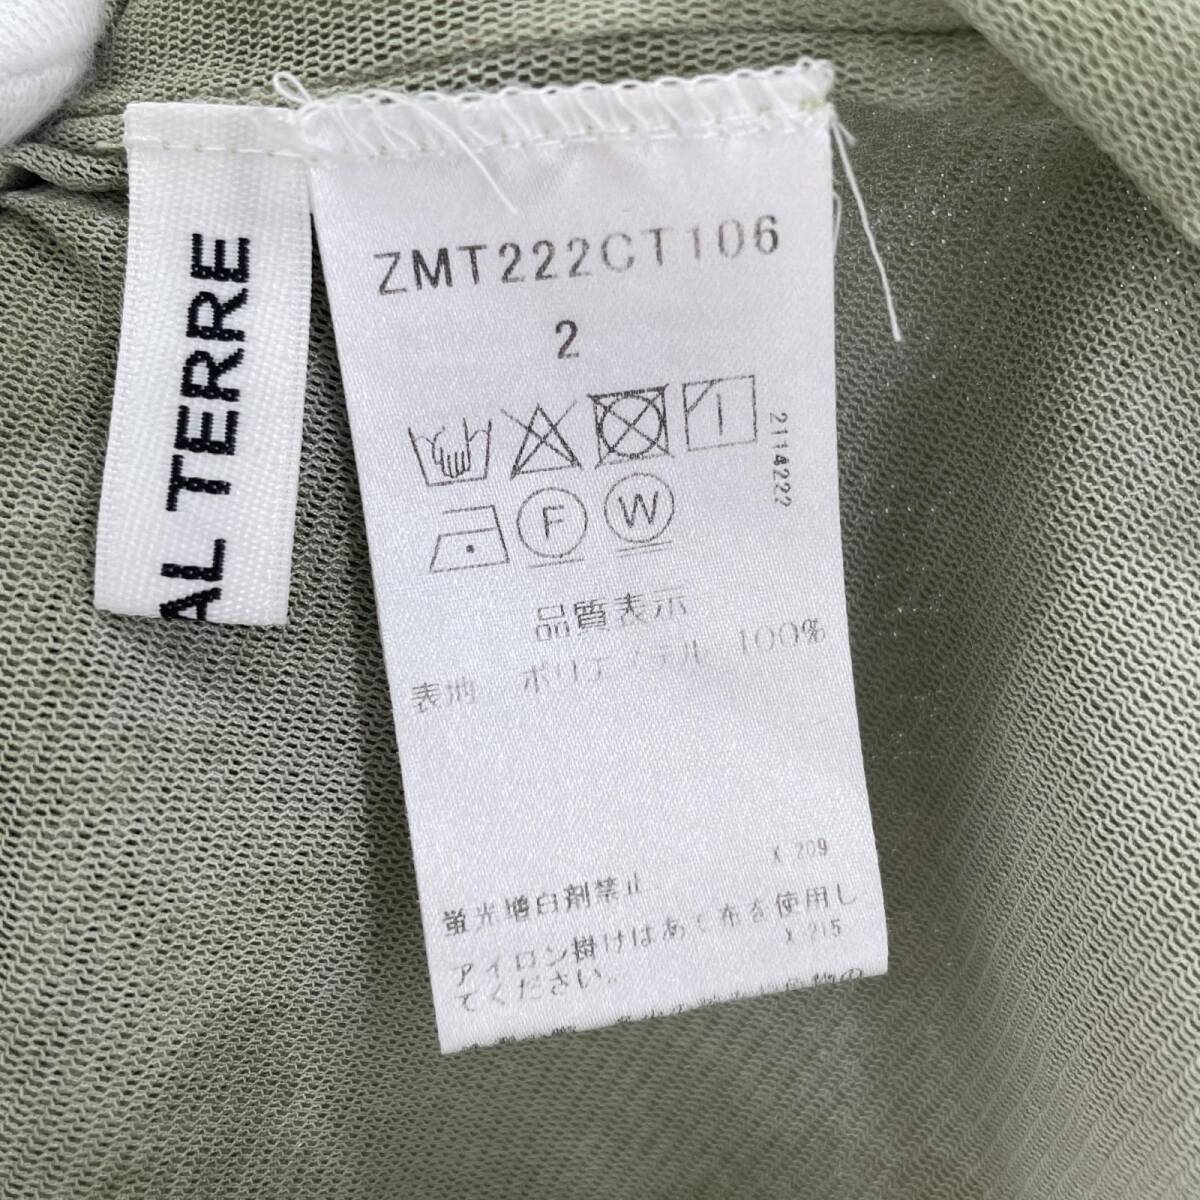 AL TERRE
ZMT222CT106
2
2114222
F W
品質表示
表地 ポリエステル 100%
X 209
蛍光増白剤禁止
アイロン掛けはあて布を使用し
X 215
てください。